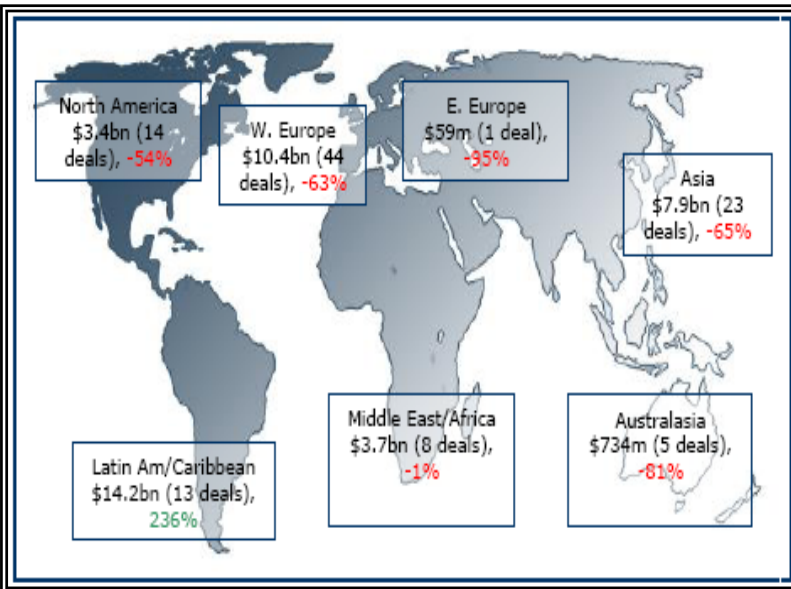 North America
$3.4bn (14
deals), -54%
W. Europe
$10.4bn (44
deals), -63%
E. Europe
$59m (1 deal),
-95%
Asia
$7.9bn (23
deals), -65%
Middle East/Africa
$3.7bn (8 deals),
-1%
Australasia
$734m (5 deals),
-81%
Latin Am/Caribbean
$14.2bn (13 deals),
236%